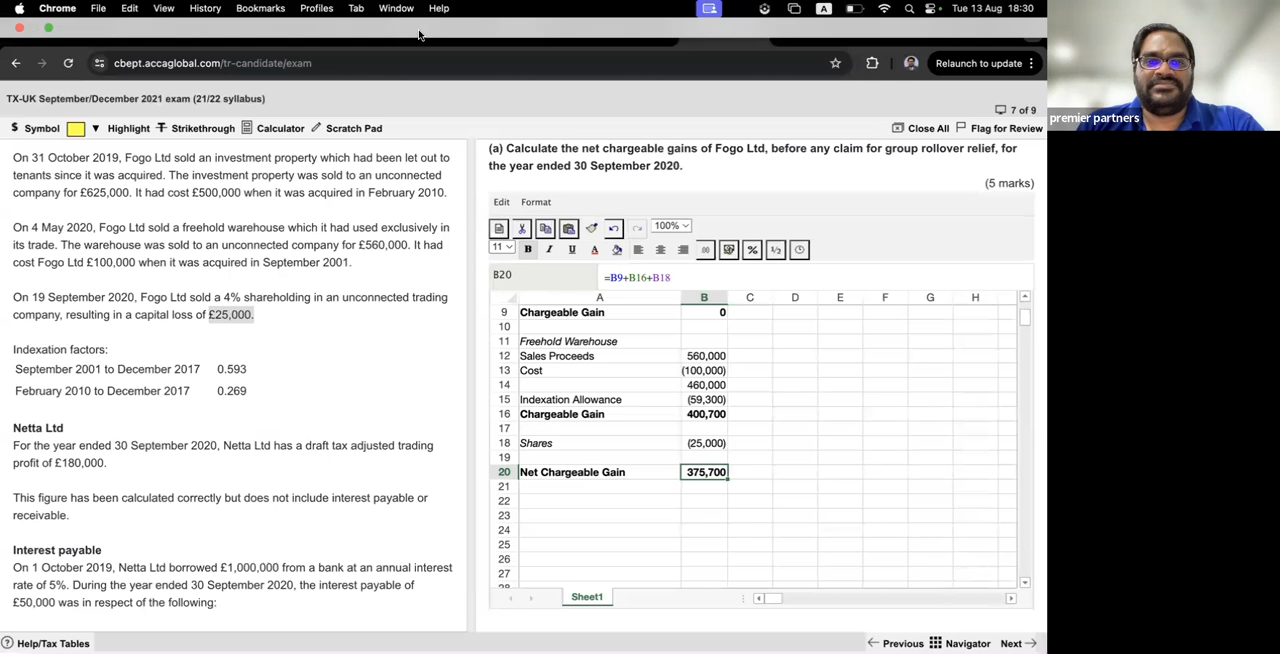 Chrome File Edit View History Bookmarks Profiles Tab Window Help A Tue 13 Aug 18:30
cbept.accaglobal.com/tr-candidate/exam Relaunch to update
TX-UK September/December 2021 exam (21/22 syllabus) 7 of 9
$ Symbol Highlight T Strikethrough Calculator Scratch Pad Close All Flag for Review
On 31 October 2019, Fogo Ltd sold an investment property which had been let out to
tenants since it was acquired. The investment property was sold to an unconnected
company for £625,000. It had cost £500,000 when it was acquired in February 2010.
On 4 May 2020, Fogo Ltd sold a freehold warehouse which it had used exclusively in
its trade. The warehouse was sold to an unconnected company for £560,000. It had
cost Fogo Ltd £100,000 when it was acquired in September 2001.
On 19 September 2020, Fogo Ltd sold a 4% shareholding in an unconnected trading
company, resulting in a capital loss of £25,000.
Indexation factors:
September 2001 to December 2017 0.593
February 2010 to December 2017 0.269
Netta Ltd
For the year ended 30 September 2020, Netta Ltd has a draft tax adjusted trading
profit of £180,000.
This figure has been calculated correctly but does not include interest payable or
receivable.
Interest payable
On 1 October 2019, Netta Ltd borrowed £1,000,000 from a bank at an annual interest
rate of 5%. During the year ended 30 September 2020, the interest payable of
£50,000 was in respect of the following:
(a) Calculate the net chargeable gains of Fogo Ltd, before any claim for group rollover relief, for
the year ended 30 September 2020.
(5 marks)
Edit Format
100%
11 B I U A .00 % 1/2
B20 =B9+B16+B18
A B C D E F G H
9 Chargeable Gain 0
10
11 Freehold Warehouse
12 Sales Proceeds 560,000
13 Cost (100,000)
14 460,000
15 Indexation Allowance (59,300)
16 Chargeable Gain 400,700
17
18 Shares (25,000)
19
20 Net Chargeable Gain 375,700
21
22
23
24
25
26
27
28
Sheet1
? Help/Tax Tables Previous Navigator Next
premier partners